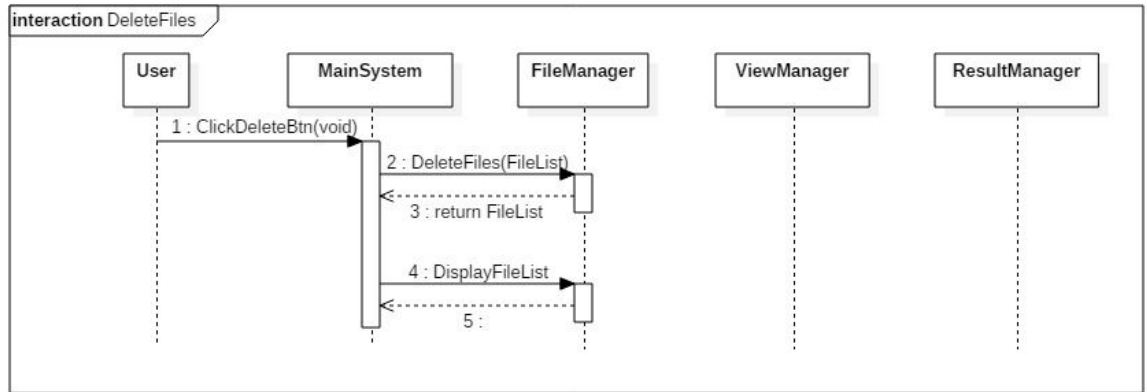 interaction DeleteFiles
User
MainSystem
FileManager
ViewManager
ResultManager
1 : ClickDeleteBtn(void)
2 : DeleteFiles(FileList)
3 : return FileList
4 : DisplayFileList
5 :